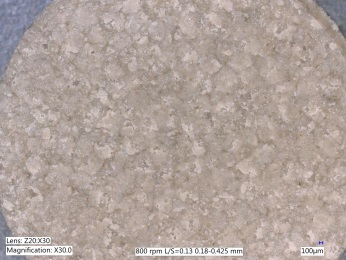 Lens: Z20:X30
Magnification: X30.0
800 rpm L/S=0.13 0.18-0.425 mm
100μm